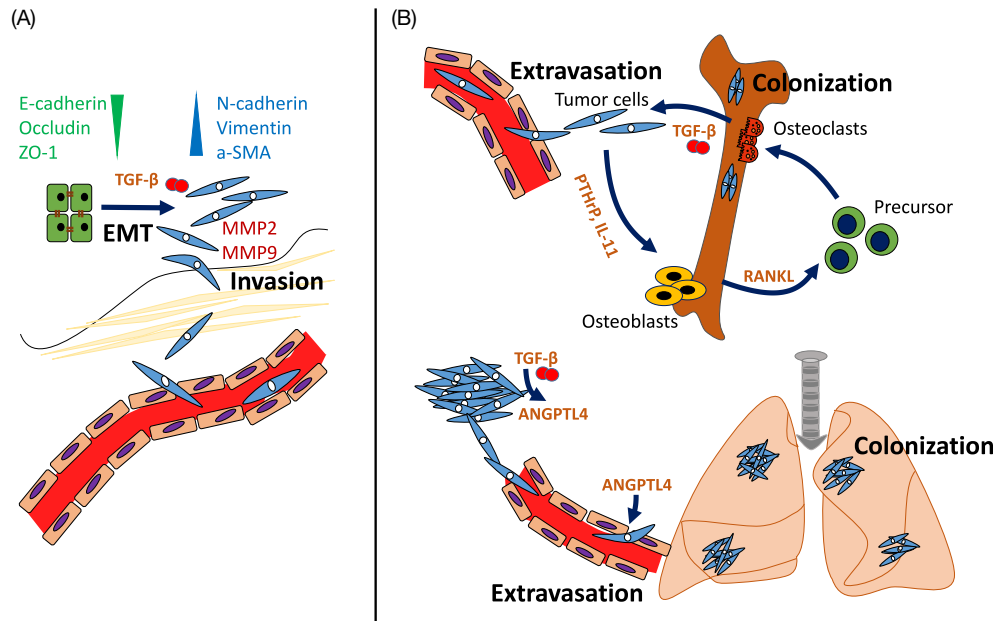 (A)
E-cadherin
Occludin
ZO-1
N-cadherin
Vimentin
a-SMA
TGF-β
EMT
MMP2
MMP9
Invasion
(B)
Extravasation
Tumor cells
Colonization
TGF-β
Osteoclasts
PTHrP. IL-11
Precursor
RANKL
Osteoblasts
TGF-β
ANGPTL4
Colonization
ANGPTL4
Extravasation